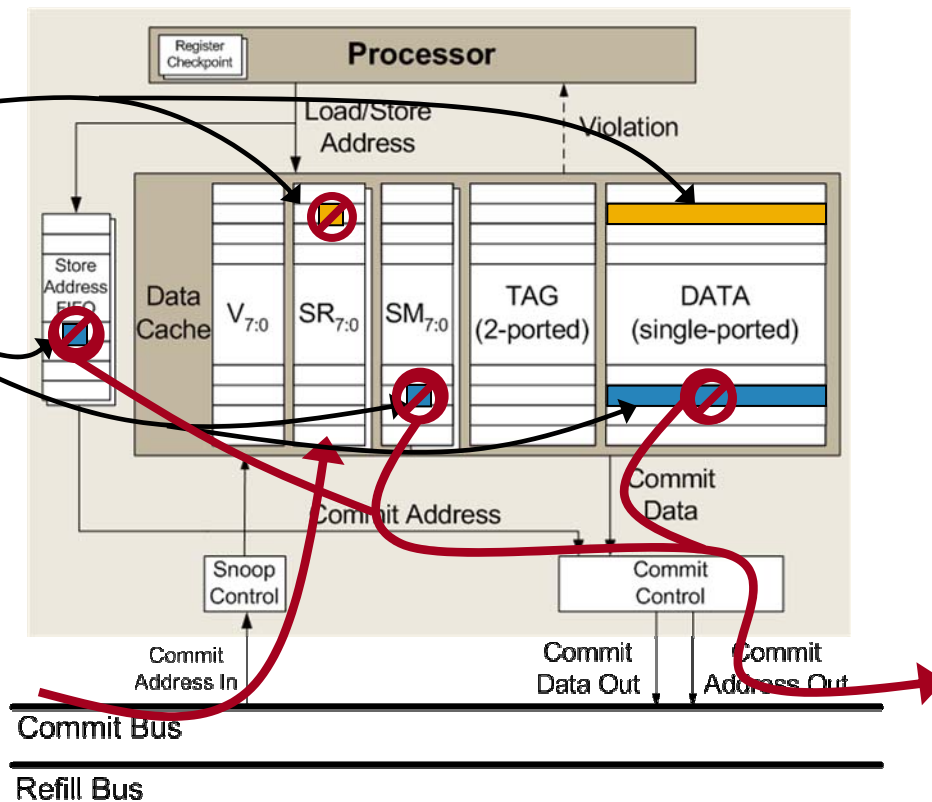 Register
Checkpoint
Processor
Load/Store
Address
Violation
Store
Address
FIFO
Data
Cache
V7:0
SR7:0
SM7:0
TAG
(2-ported)
DATA
(single-ported)
Commit
Data
Commit Address
Snoop
Control
Commit
Control
Commit
Address In
Commit
Data Out
Commit
Address Out
Commit Bus
Refill Bus